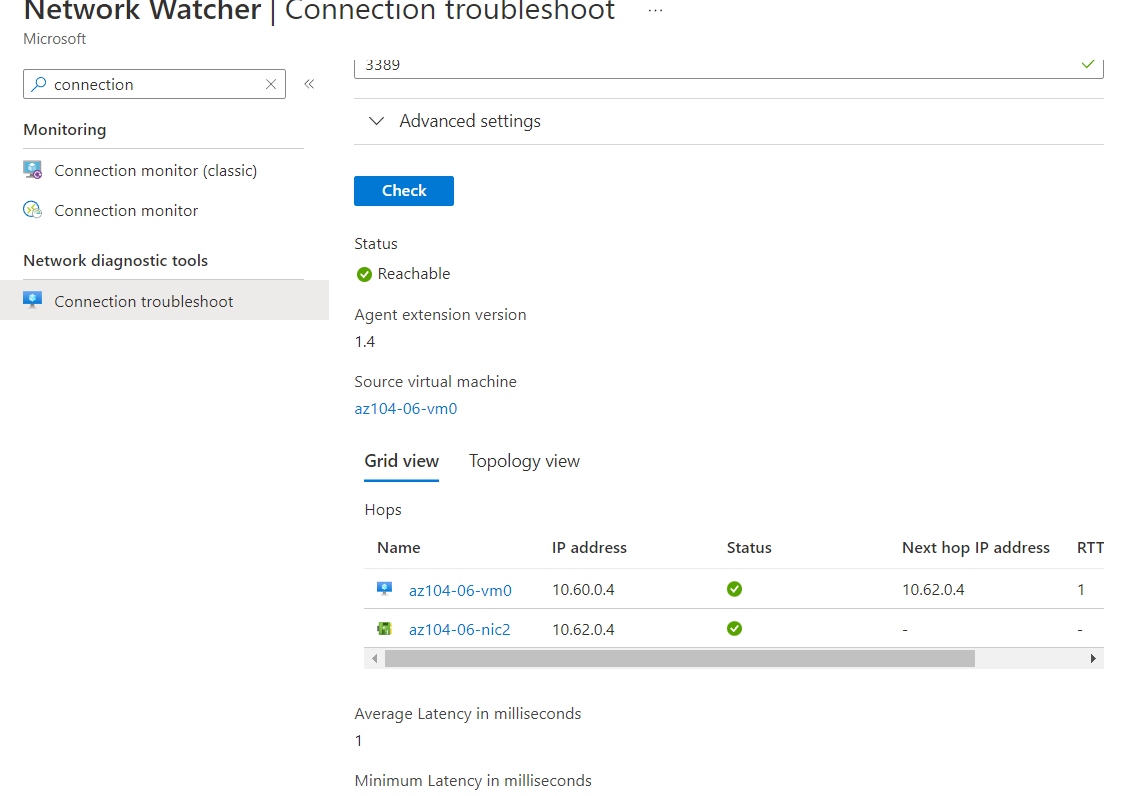 Network Watcher | Connection troubleshoot ...
Microsoft
connection
Monitoring
Connection monitor (classic)
Connection monitor
Network diagnostic tools
Connection troubleshoot
3389
Advanced settings
Check
Status
Reachable
Agent extension version
1.4
Source virtual machine
az104-06-vm0
Grid view Topology view
Hops
Name IP address Status Next hop IP address RTT
az104-06-vm0 10.60.0.4 10.62.0.4 1
az104-06-nic2 10.62.0.4 - -
Average Latency in milliseconds
1
Minimum Latency in milliseconds